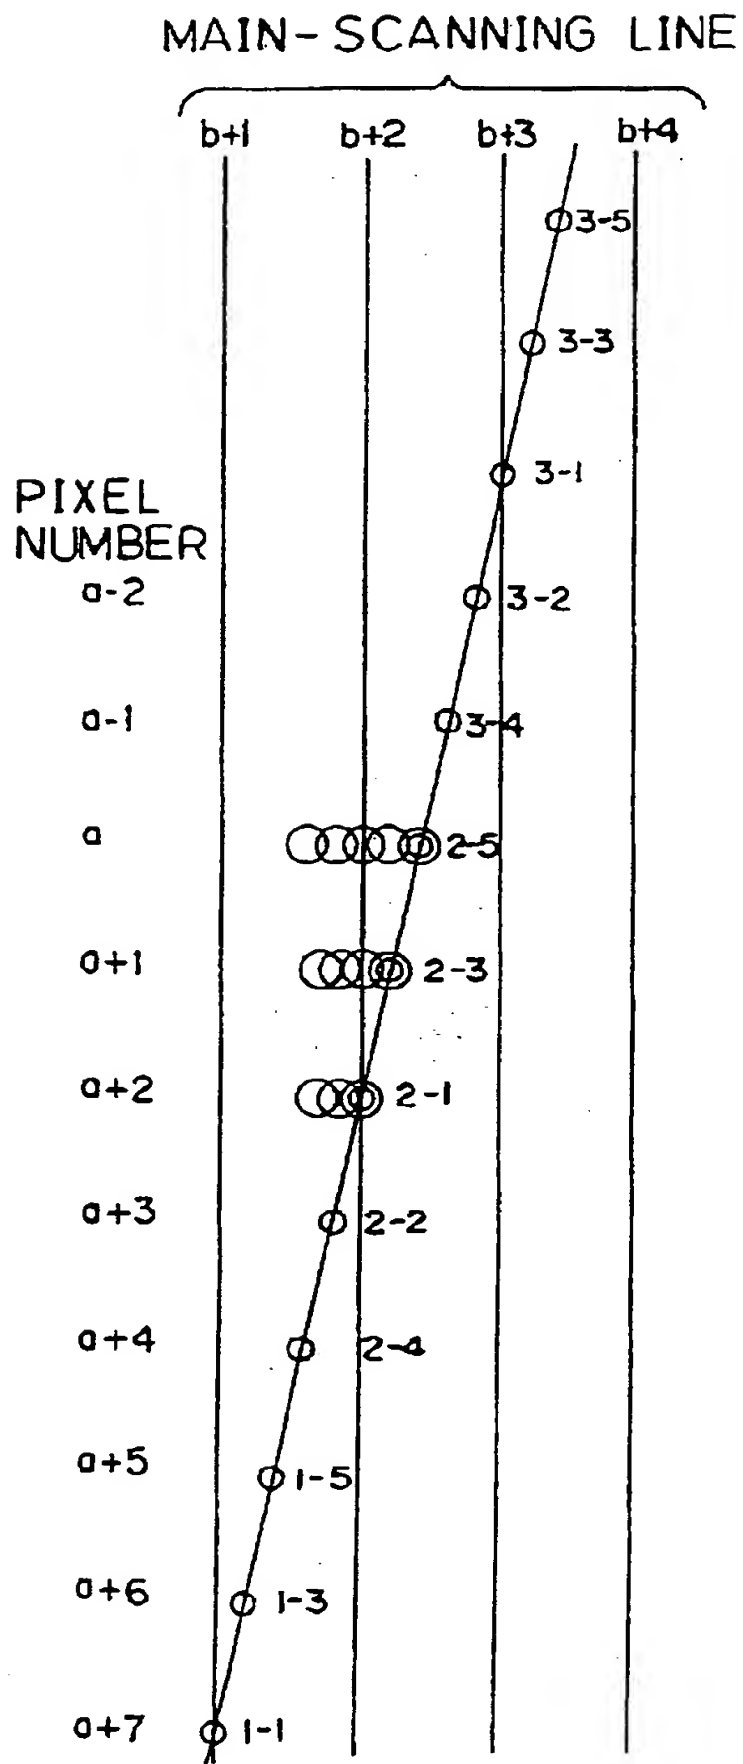 MAIN-SCANNING LINE
b+1 b+2 b+3 b+4
3-5
3-3
3-1
PIXEL
NUMBER
a-2 3-2
a-1 3-4
a 2-5
a+1 2-3
a+2 2-1
a+3 2-2
a+4 2-4
a+5 1-5
a+6 1-3
a+7 1-1